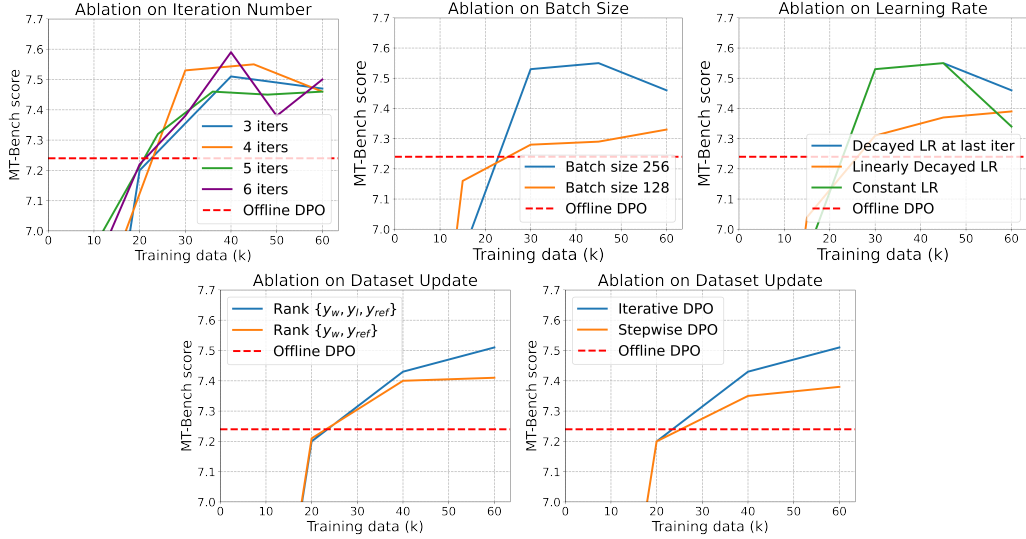 Ablation on Iteration Number
7.7
7.6
7.5
7.4
7.3
7.2
7.1
7.0
MT-Bench score
3 iters
4 iters
5 iters
6 iters
Offline DPO
0 10 20 30 40 50 60
Training data (k)
Ablation on Batch Size
7.7
7.6
7.5
7.4
7.3
7.2
7.1
7.0
MT-Bench score
Batch size 256
Batch size 128
Offline DPO
0 10 20 30 40 50 60
Training data (k)
Ablation on Learning Rate
7.7
7.6
7.5
7.4
7.3
7.2
7.1
7.0
MT-Bench score
Decayed LR at last iter
Linearly Decayed LR
Constant LR
Offline DPO
0 10 20 30 40 50 60
Training data (k)
Ablation on Dataset Update
7.7
7.6
7.5
7.4
7.3
7.2
7.1
7.0
MT-Bench score
Rank {y_w, y_l, y_ref}
Rank {y_w, y_ref}
Offline DPO
0 10 20 30 40 50 60
Training data (k)
Ablation on Dataset Update
7.7
7.6
7.5
7.4
7.3
7.2
7.1
7.0
MT-Bench score
Iterative DPO
Stepwise DPO
Offline DPO
0 10 20 30 40 50 60
Training data (k)